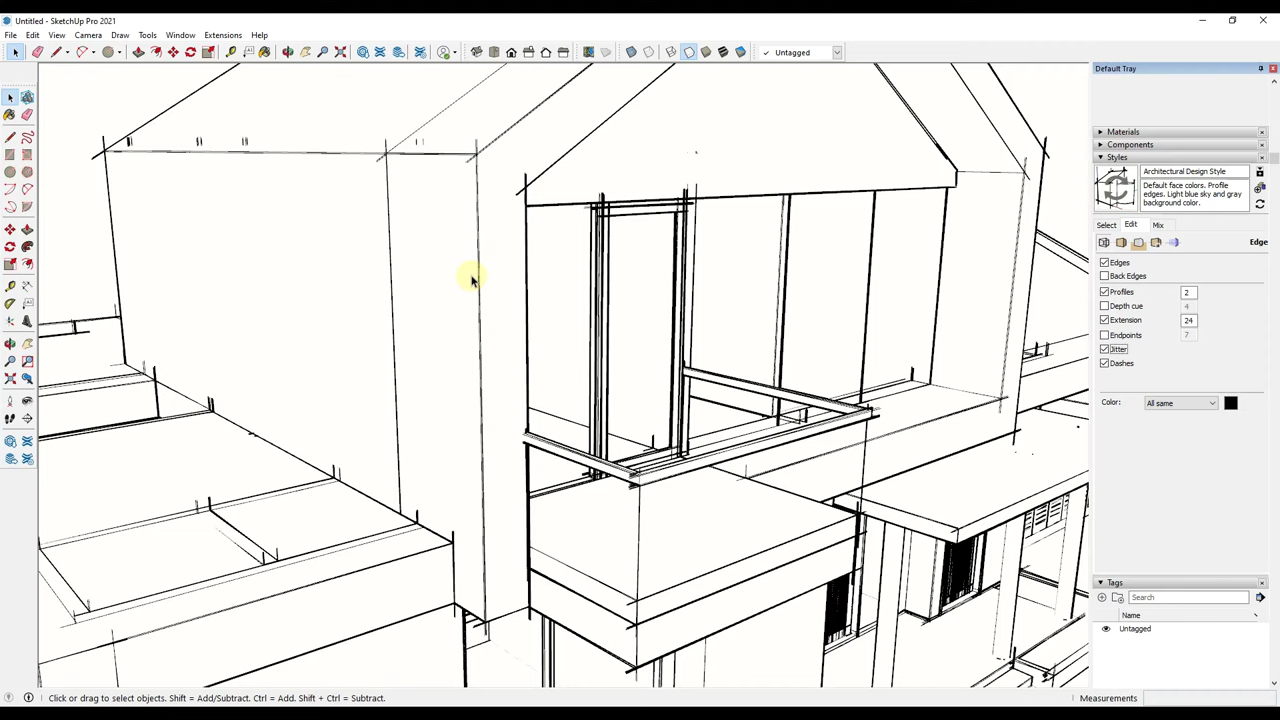 Untitled - SketchUp Pro 2021
File Edit View Camera Draw Tools Window Extensions Help
Untagged
Default Tray
Materials
Components
Styles
Architectural Design Style
Default face colors. Profile
edges. Light blue sky and gray
background color.
Select Edit Mix
Edge
Edges
Back Edges
Profiles 2
Depth cue 4
Extension 24
Endpoints 7
Jitter
Dashes
Color: All same
Tags
Search
Name
Untagged
Click or drag to select objects. Shift = Add/Subtract. Ctrl = Add. Shift + Ctrl = Subtract.
Measurements